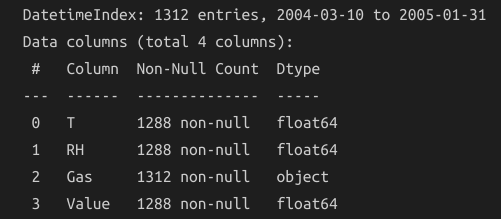 DatetimeIndex: 1312 entries, 2004-03-10 to 2005-01-31
Data columns (total 4 columns):
 #   Column  Non-Null Count  Dtype
---  ------  --------------  -----
 0   T       1288 non-null   float64
 1   RH      1288 non-null   float64
 2   Gas     1312 non-null   object
 3   Value   1288 non-null   float64